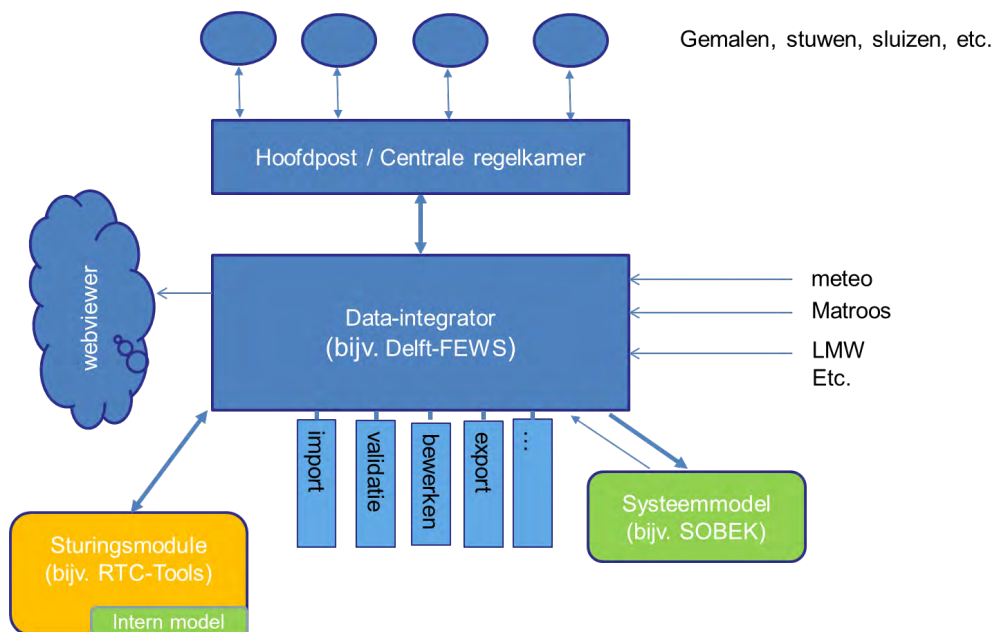 Gemalen, stuwen, sluizen, etc.
Hoofdpost / Centrale regelkamer
webviewer
Data-integrator
(bijv. Delft-FEWS)
meteo
Matroos
LMW
Etc.
import
validatie
bewerken
export
...
Systeemmodel
(bijv. SOBEK)
Sturingsmodule
(bijv. RTC-Tools)
Intern model